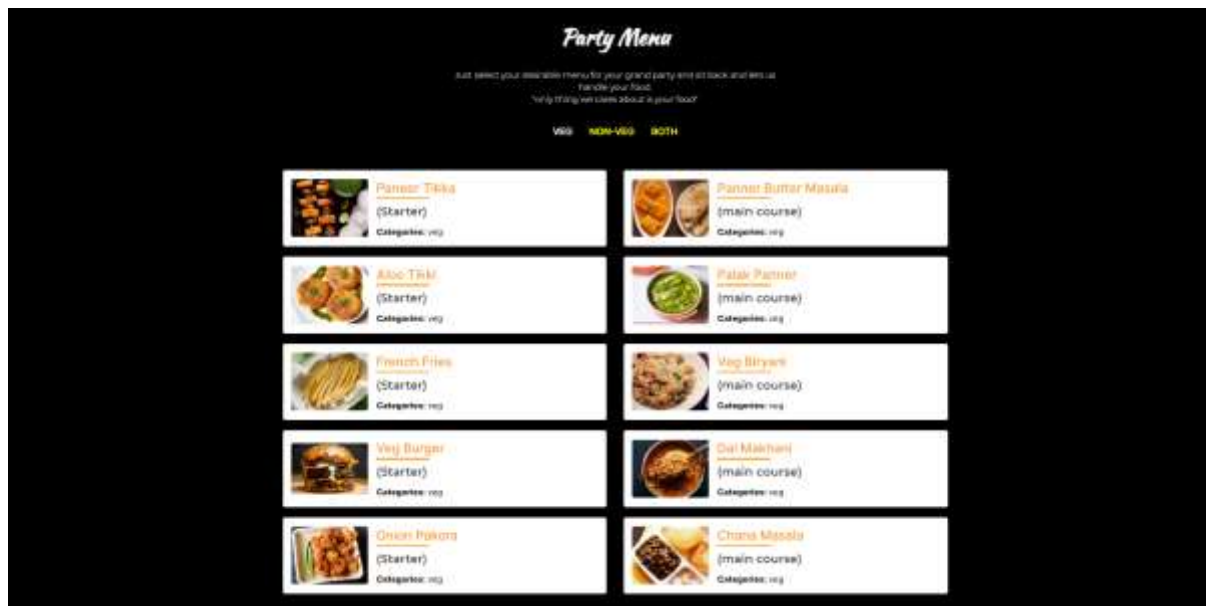 Party Menu
Just select your desirable menu for your grand party and sit back and lets us
handle your food.
"only thing we cares about is your food"
VEG NON-VEG BOTH
Paneer Tikka
(Starter)
Categories: veg
Panner Butter Masala
(main course)
Categories: veg
Aloo Tikki
(Starter)
Categories: veg
Palak Panner
(main course)
Categories: veg
French Fries
(Starter)
Categories: veg
Veg Biryani
(main course)
Categories: veg
Veg Burger
(Starter)
Categories: veg
Dal Makhani
(main course)
Categories: veg
Onion Pakora
(Starter)
Categories: veg
Chana Masala
(main course)
Categories: veg